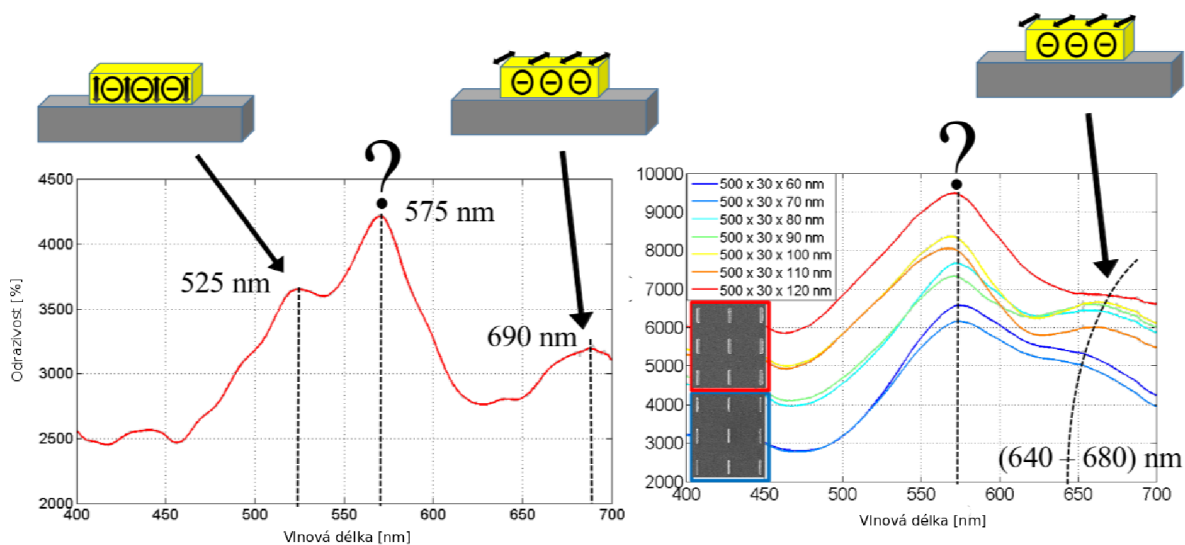 ?
575 nm
525 nm
690 nm
4500
4000
3500
3000
2500
2000
400
450
500
550
600
650
700
Odrazivost [%]
Vlnová délka [nm]
?
500 x 30 x 60 nm
500 x 30 x 70 nm
500 x 30 x 80 nm
500 x 30 x 90 nm
500 x 30 x 100 nm
500 x 30 x 110 nm
500 x 30 x 120 nm
(640 – 680) nm
10000
9000
8000
7000
6000
5000
4000
3000
2000
400
450
500
550
600
650
700
Vlnová délka [nm]